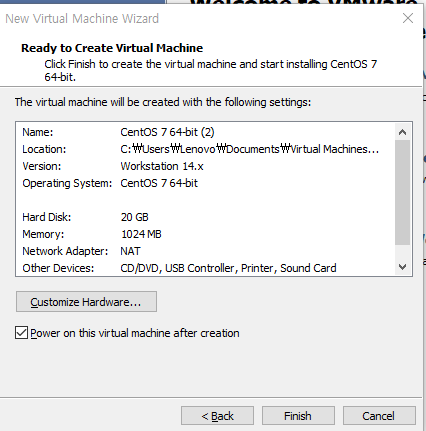 Welcome to VMware
New Virtual Machine Wizard
Ready to Create Virtual Machine
Click Finish to create the virtual machine and start installing CentOS 7
64-bit.
The virtual machine will be created with the following settings:
Name: CentOS 7 64-bit (2)
Location: C:₩Users₩Lenovo₩Documents₩Virtual Machines...
Version: Workstation 14.x
Operating System: CentOS 7 64-bit
Hard Disk: 20 GB
Memory: 1024 MB
Network Adapter: NAT
Other Devices: CD/DVD, USB Controller, Printer, Sound Card
Customize Hardware...
Power on this virtual machine after creation
< Back Finish Cancel